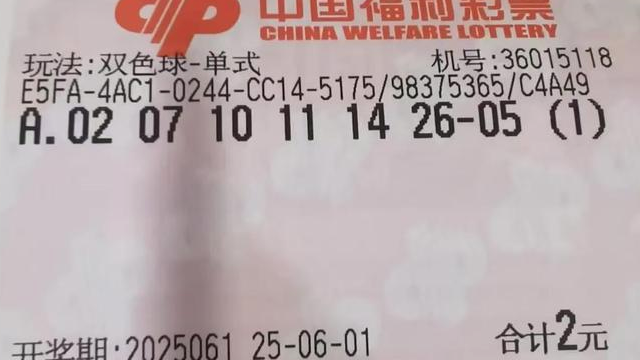 中国福利彩票
CHINA WELFARE LOTTERY
玩法:双色球-单式 机号:36015118
E5FA-4AC1-0244-CC14-5175/98375365/C4A49
A.02 07 10 11 14 26-05 (1)
开奖期:2025061 25-06-01 合计2元